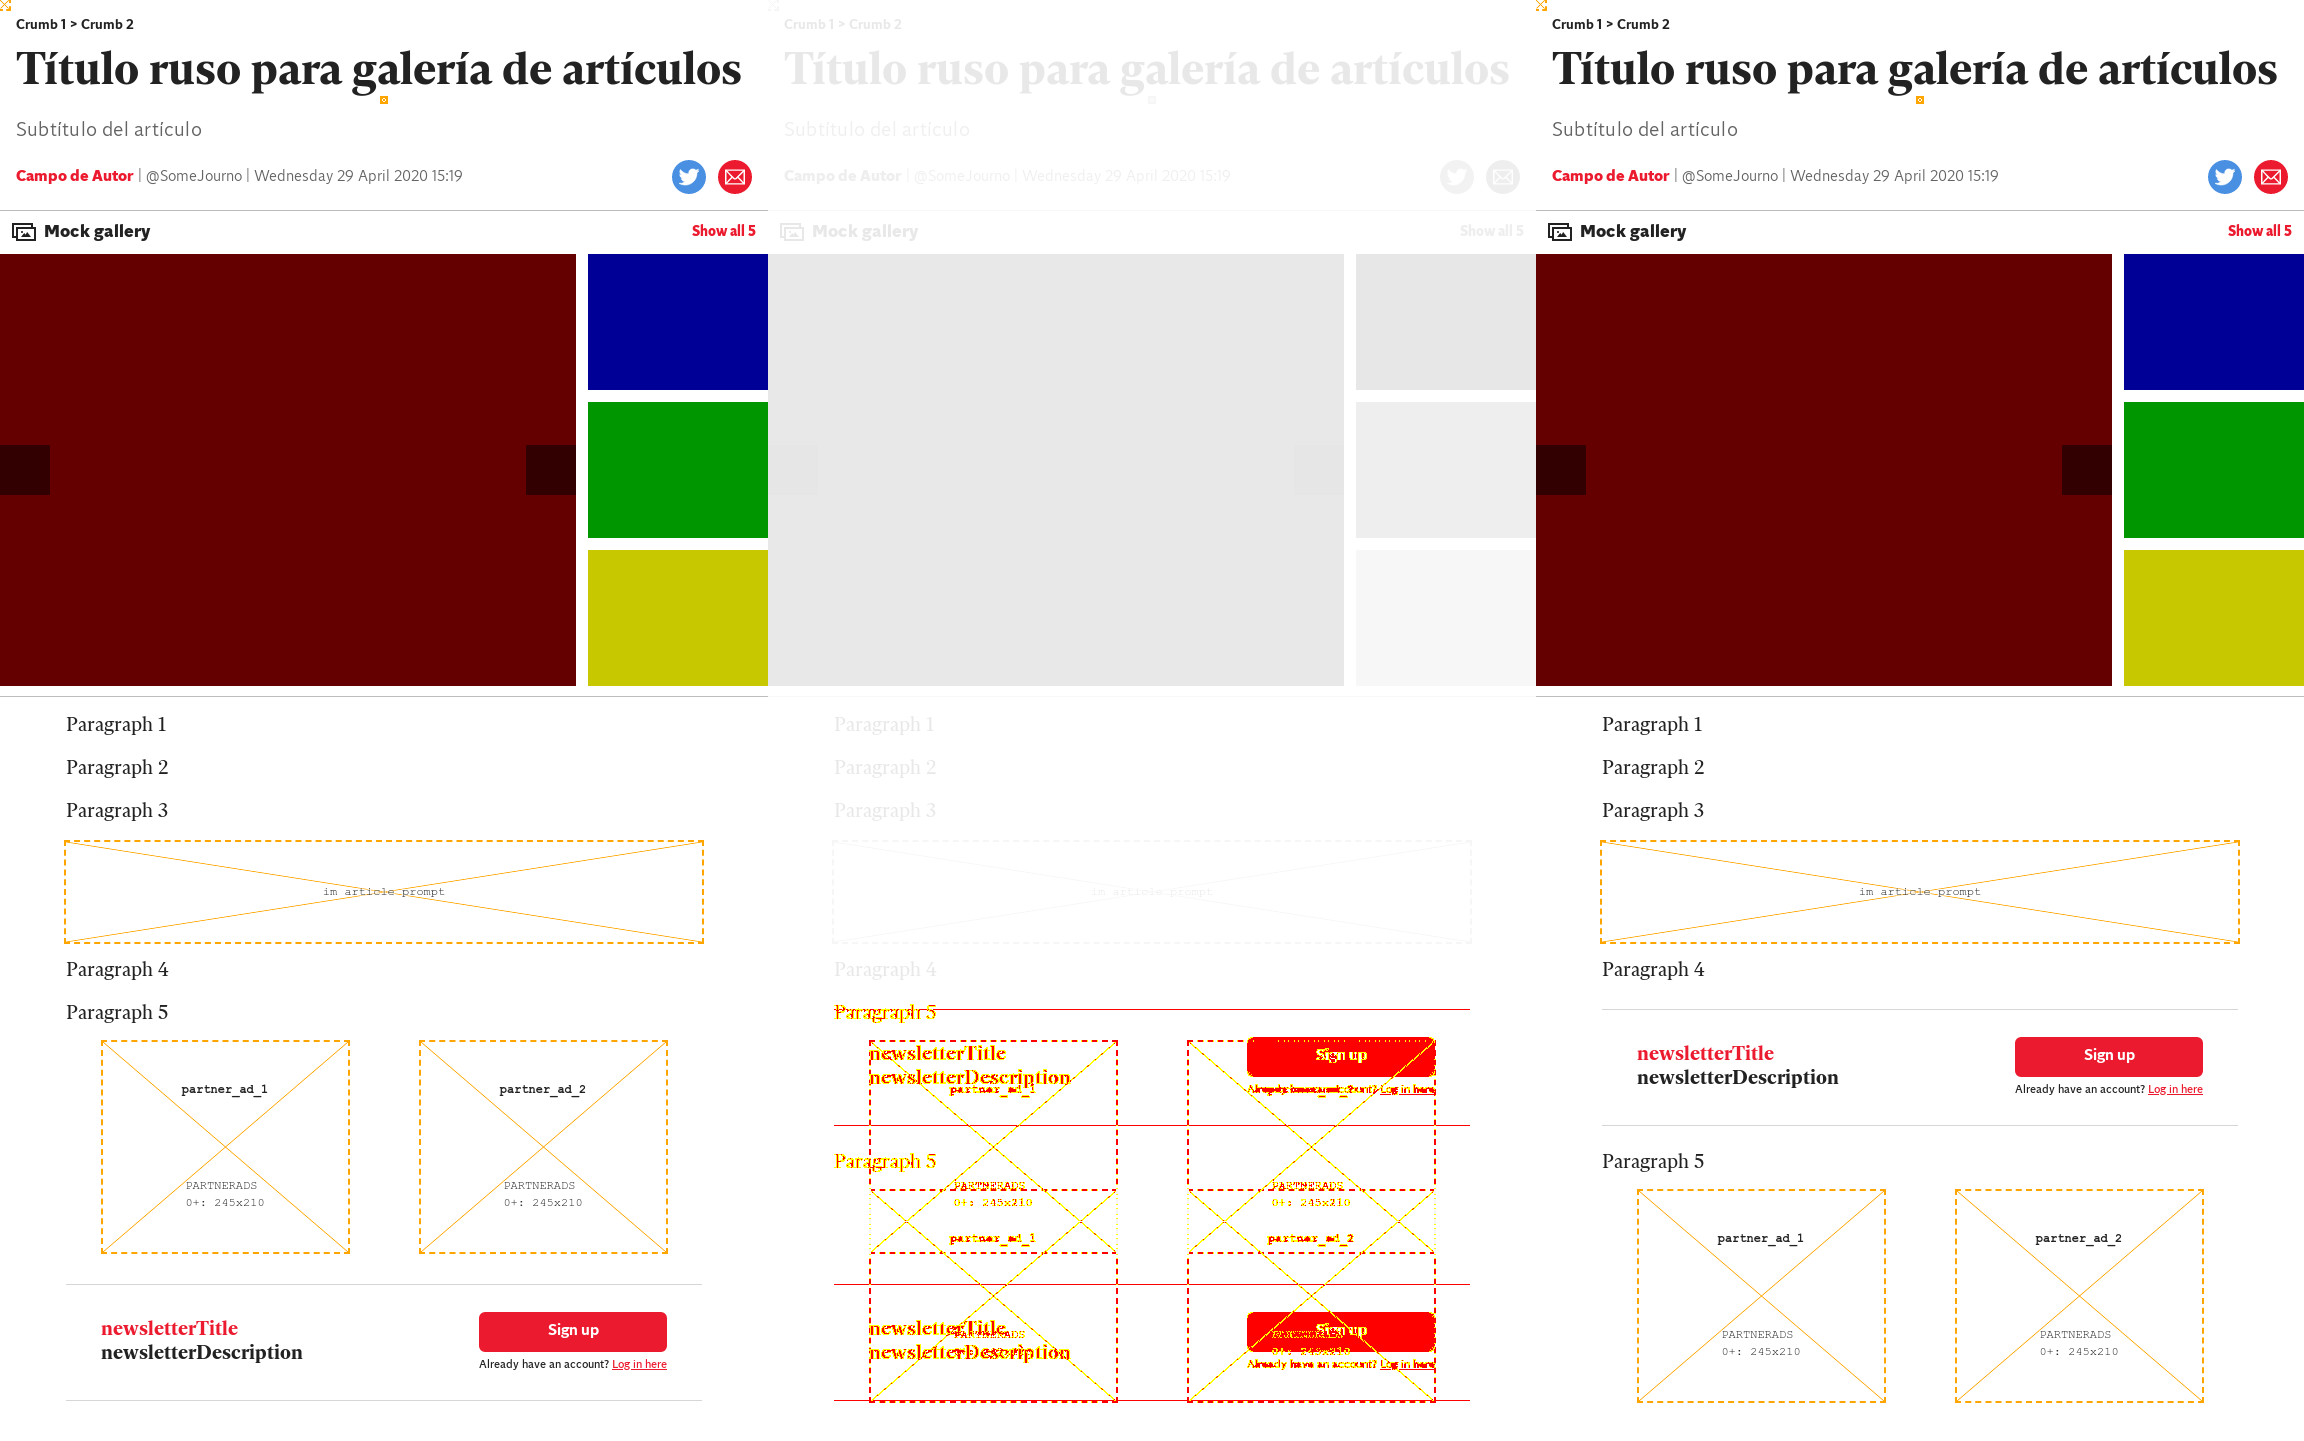 Crumb 1 > Crumb 2
Título ruso para galería de artículos
Subtítulo del artículo
Campo de Autor | @SomeJourno | Wednesday 29 April 2020 15:19
Mock gallery
Show all 5
Paragraph 1
Paragraph 2
Paragraph 3
im article prompt
Paragraph 4
Paragraph 5
partner_ad_1
PARTNERADS
0+: 245x210
partner_ad_2
PARTNERADS
0+: 245x210
newsletterTitle
newsletterDescription
Sign up
Already have an account? Log in here
Crumb 1 > Crumb 2
Título ruso para galería de artículos
Subtítulo del artículo
Campo de Autor | @SomeJourno | Wednesday 29 April 2020 15:19
Mock gallery
Show all 5
Paragraph 1
Paragraph 2
Paragraph 3
im article prompt
Paragraph 4
Paragraph 5
newsletterTitle
newsletterDescription
partner_ad_1
Sign up
Log in here
Paragraph 5
PARTNERADS
0+: 245x210
PARTNERADS
0+: 245x210
partner_ad_1
partner_ad_2
newsletterTitle
newsletterDescription
Sign up
Already have an account? Log in here
Crumb 1 > Crumb 2
Título ruso para galería de artículos
Subtítulo del artículo
Campo de Autor | @SomeJourno | Wednesday 29 April 2020 15:19
Mock gallery
Show all 5
Paragraph 1
Paragraph 2
Paragraph 3
im article prompt
Paragraph 4
newsletterTitle
newsletterDescription
Sign up
Already have an account? Log in here
Paragraph 5
partner_ad_1
PARTNERADS
0+: 245x210
partner_ad_2
PARTNERADS
0+: 245x210